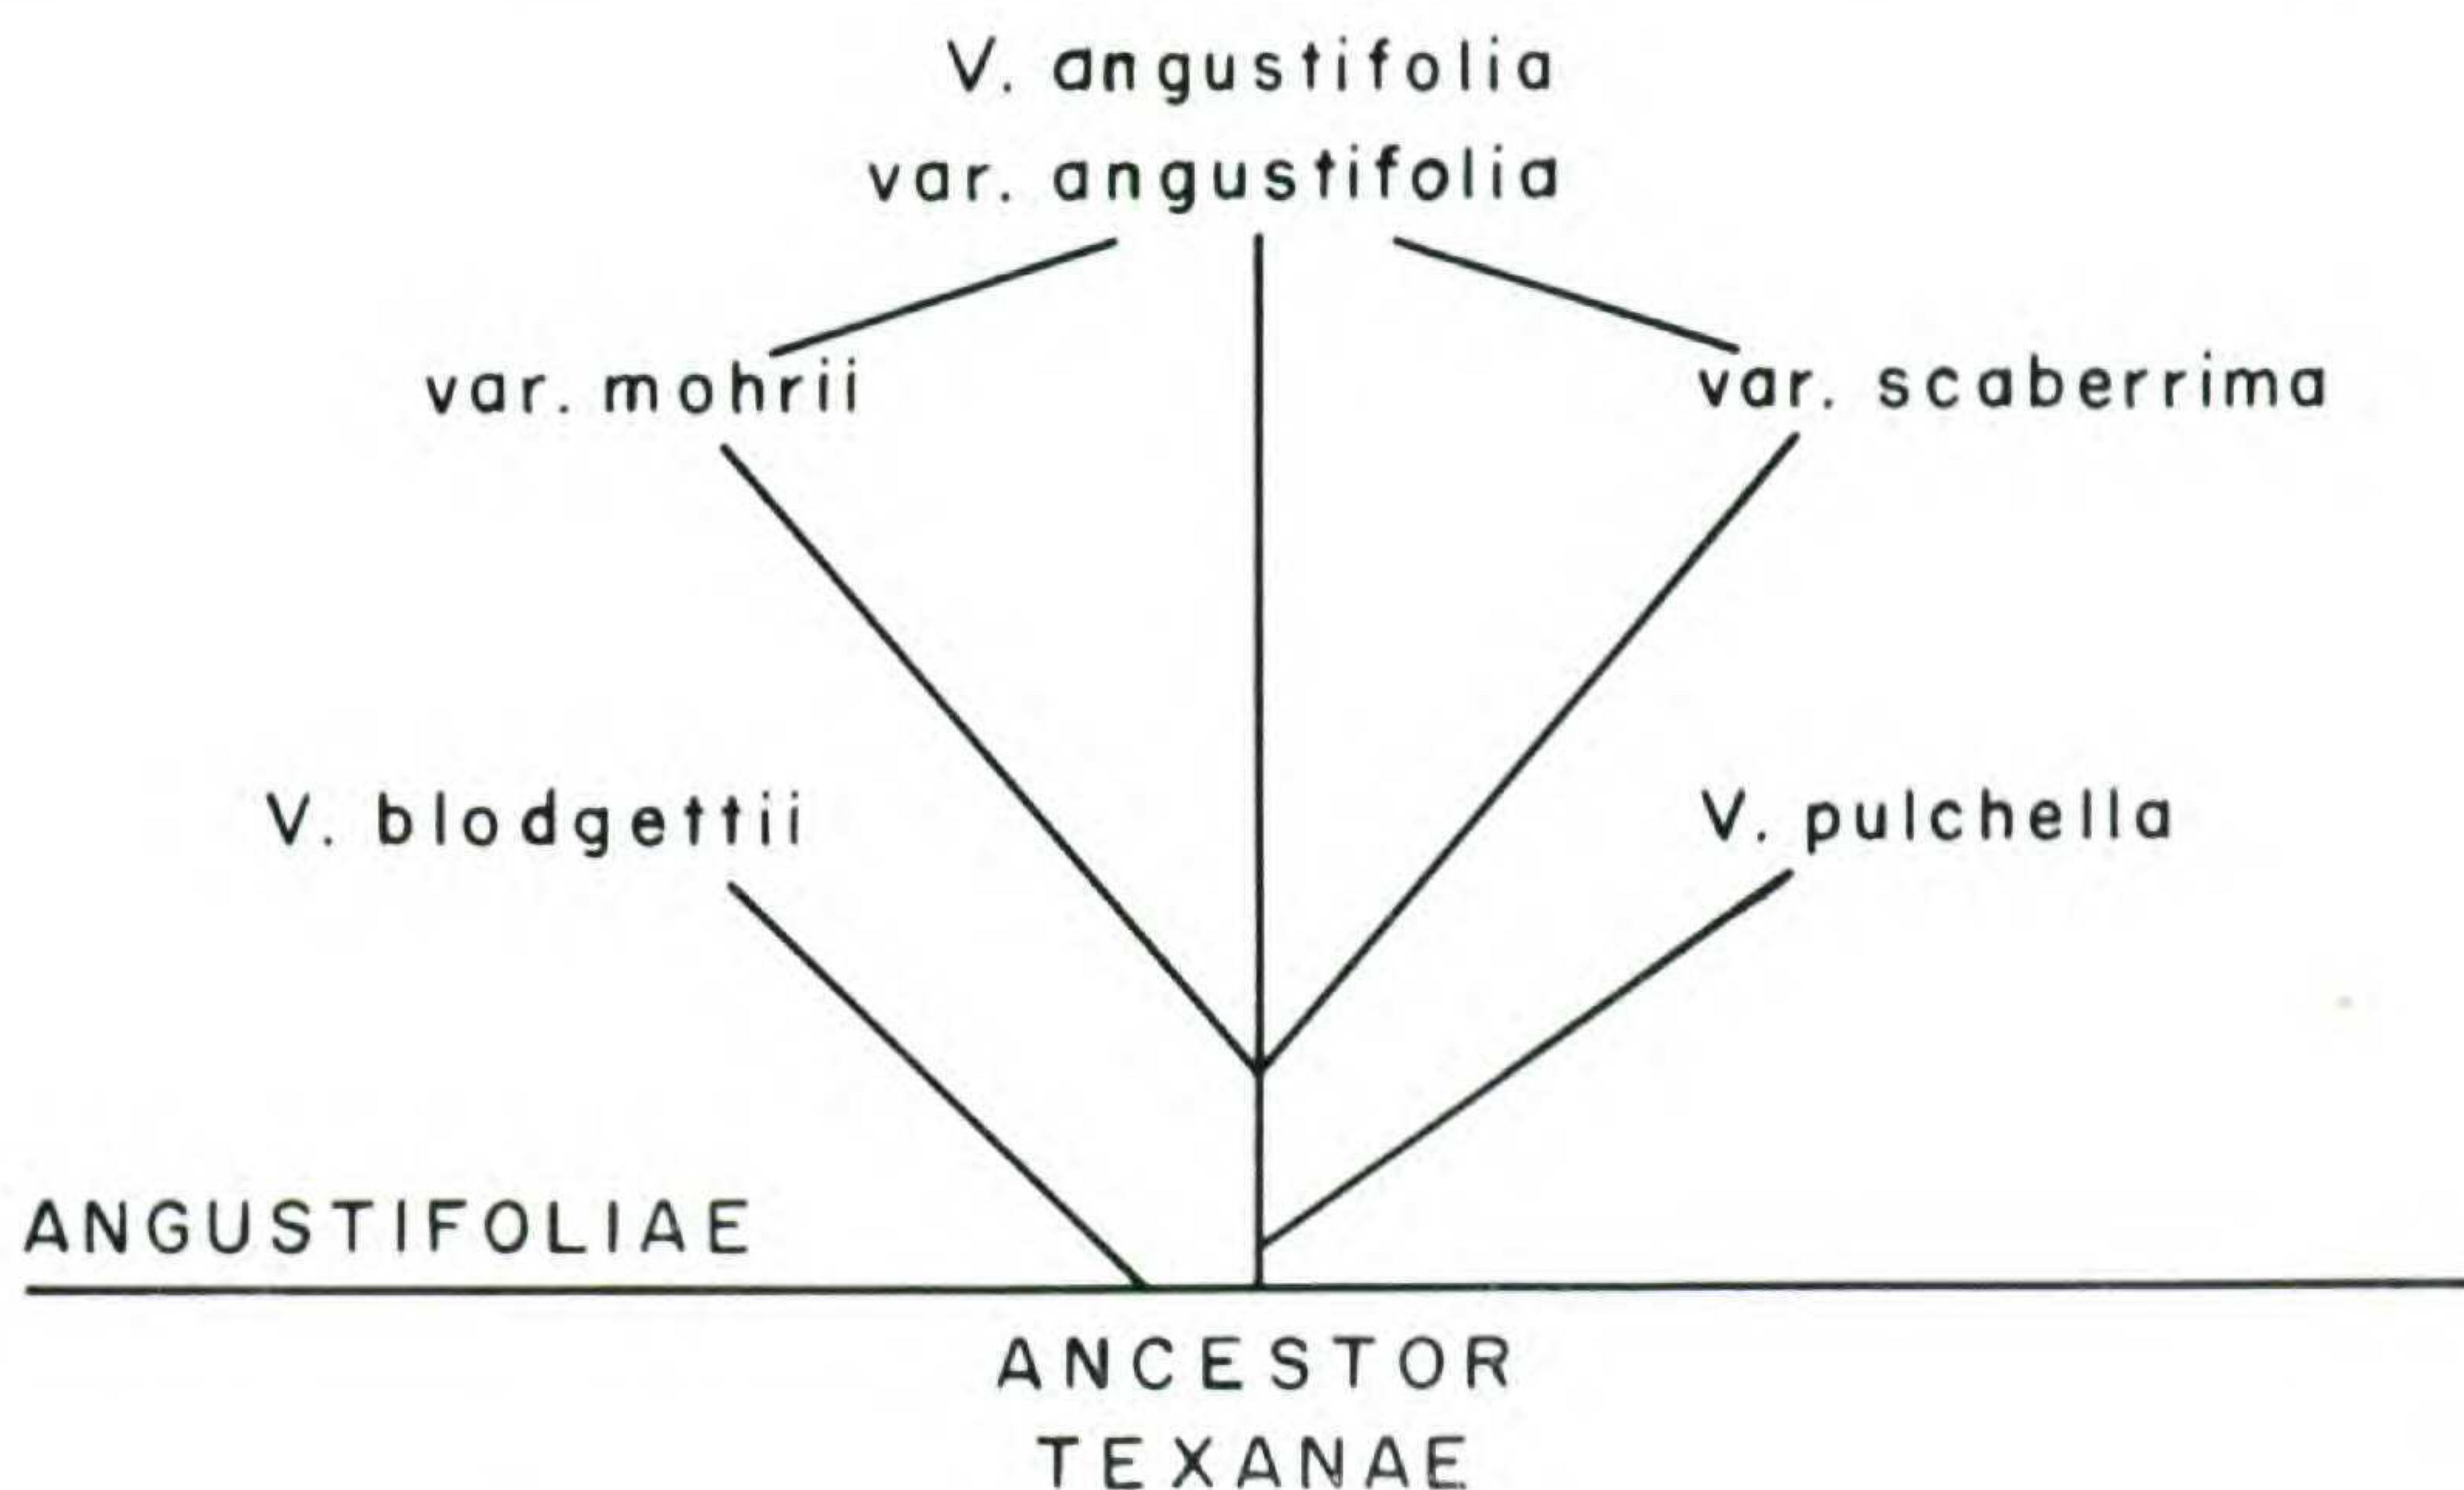 V. angustifolia
var. angustifolia
var. mohrii
var. scaberrima
V. blodgettii
V. pulchella
ANGUSTIFOLIAE
ANCESTOR
TEXANAE